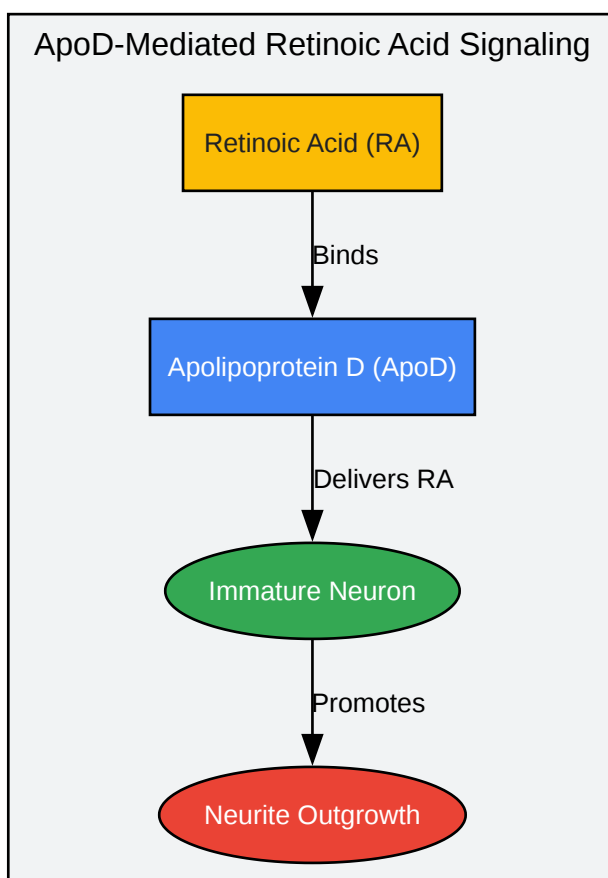 ApoD-Mediated Retinoic Acid Signaling
Retinoic Acid (RA)
Binds
Apolipoprotein D (ApoD)
Delivers RA
Immature Neuron
Promotes
Neurite Outgrowth